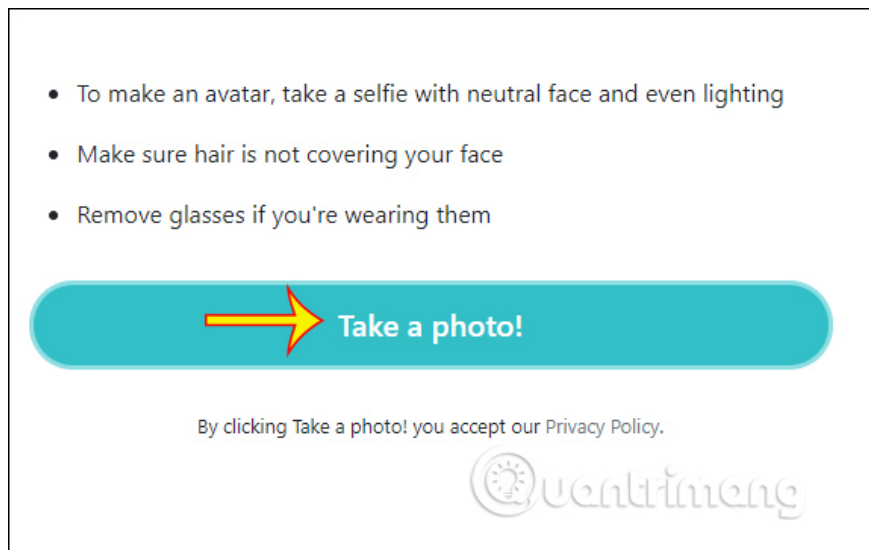 To make an avatar, take a selfie with neutral face and even lighting
Make sure hair is not covering your face
Remove glasses if you're wearing them
Take a photo!
By clicking Take a photo! you accept our Privacy Policy.
Quantrimang